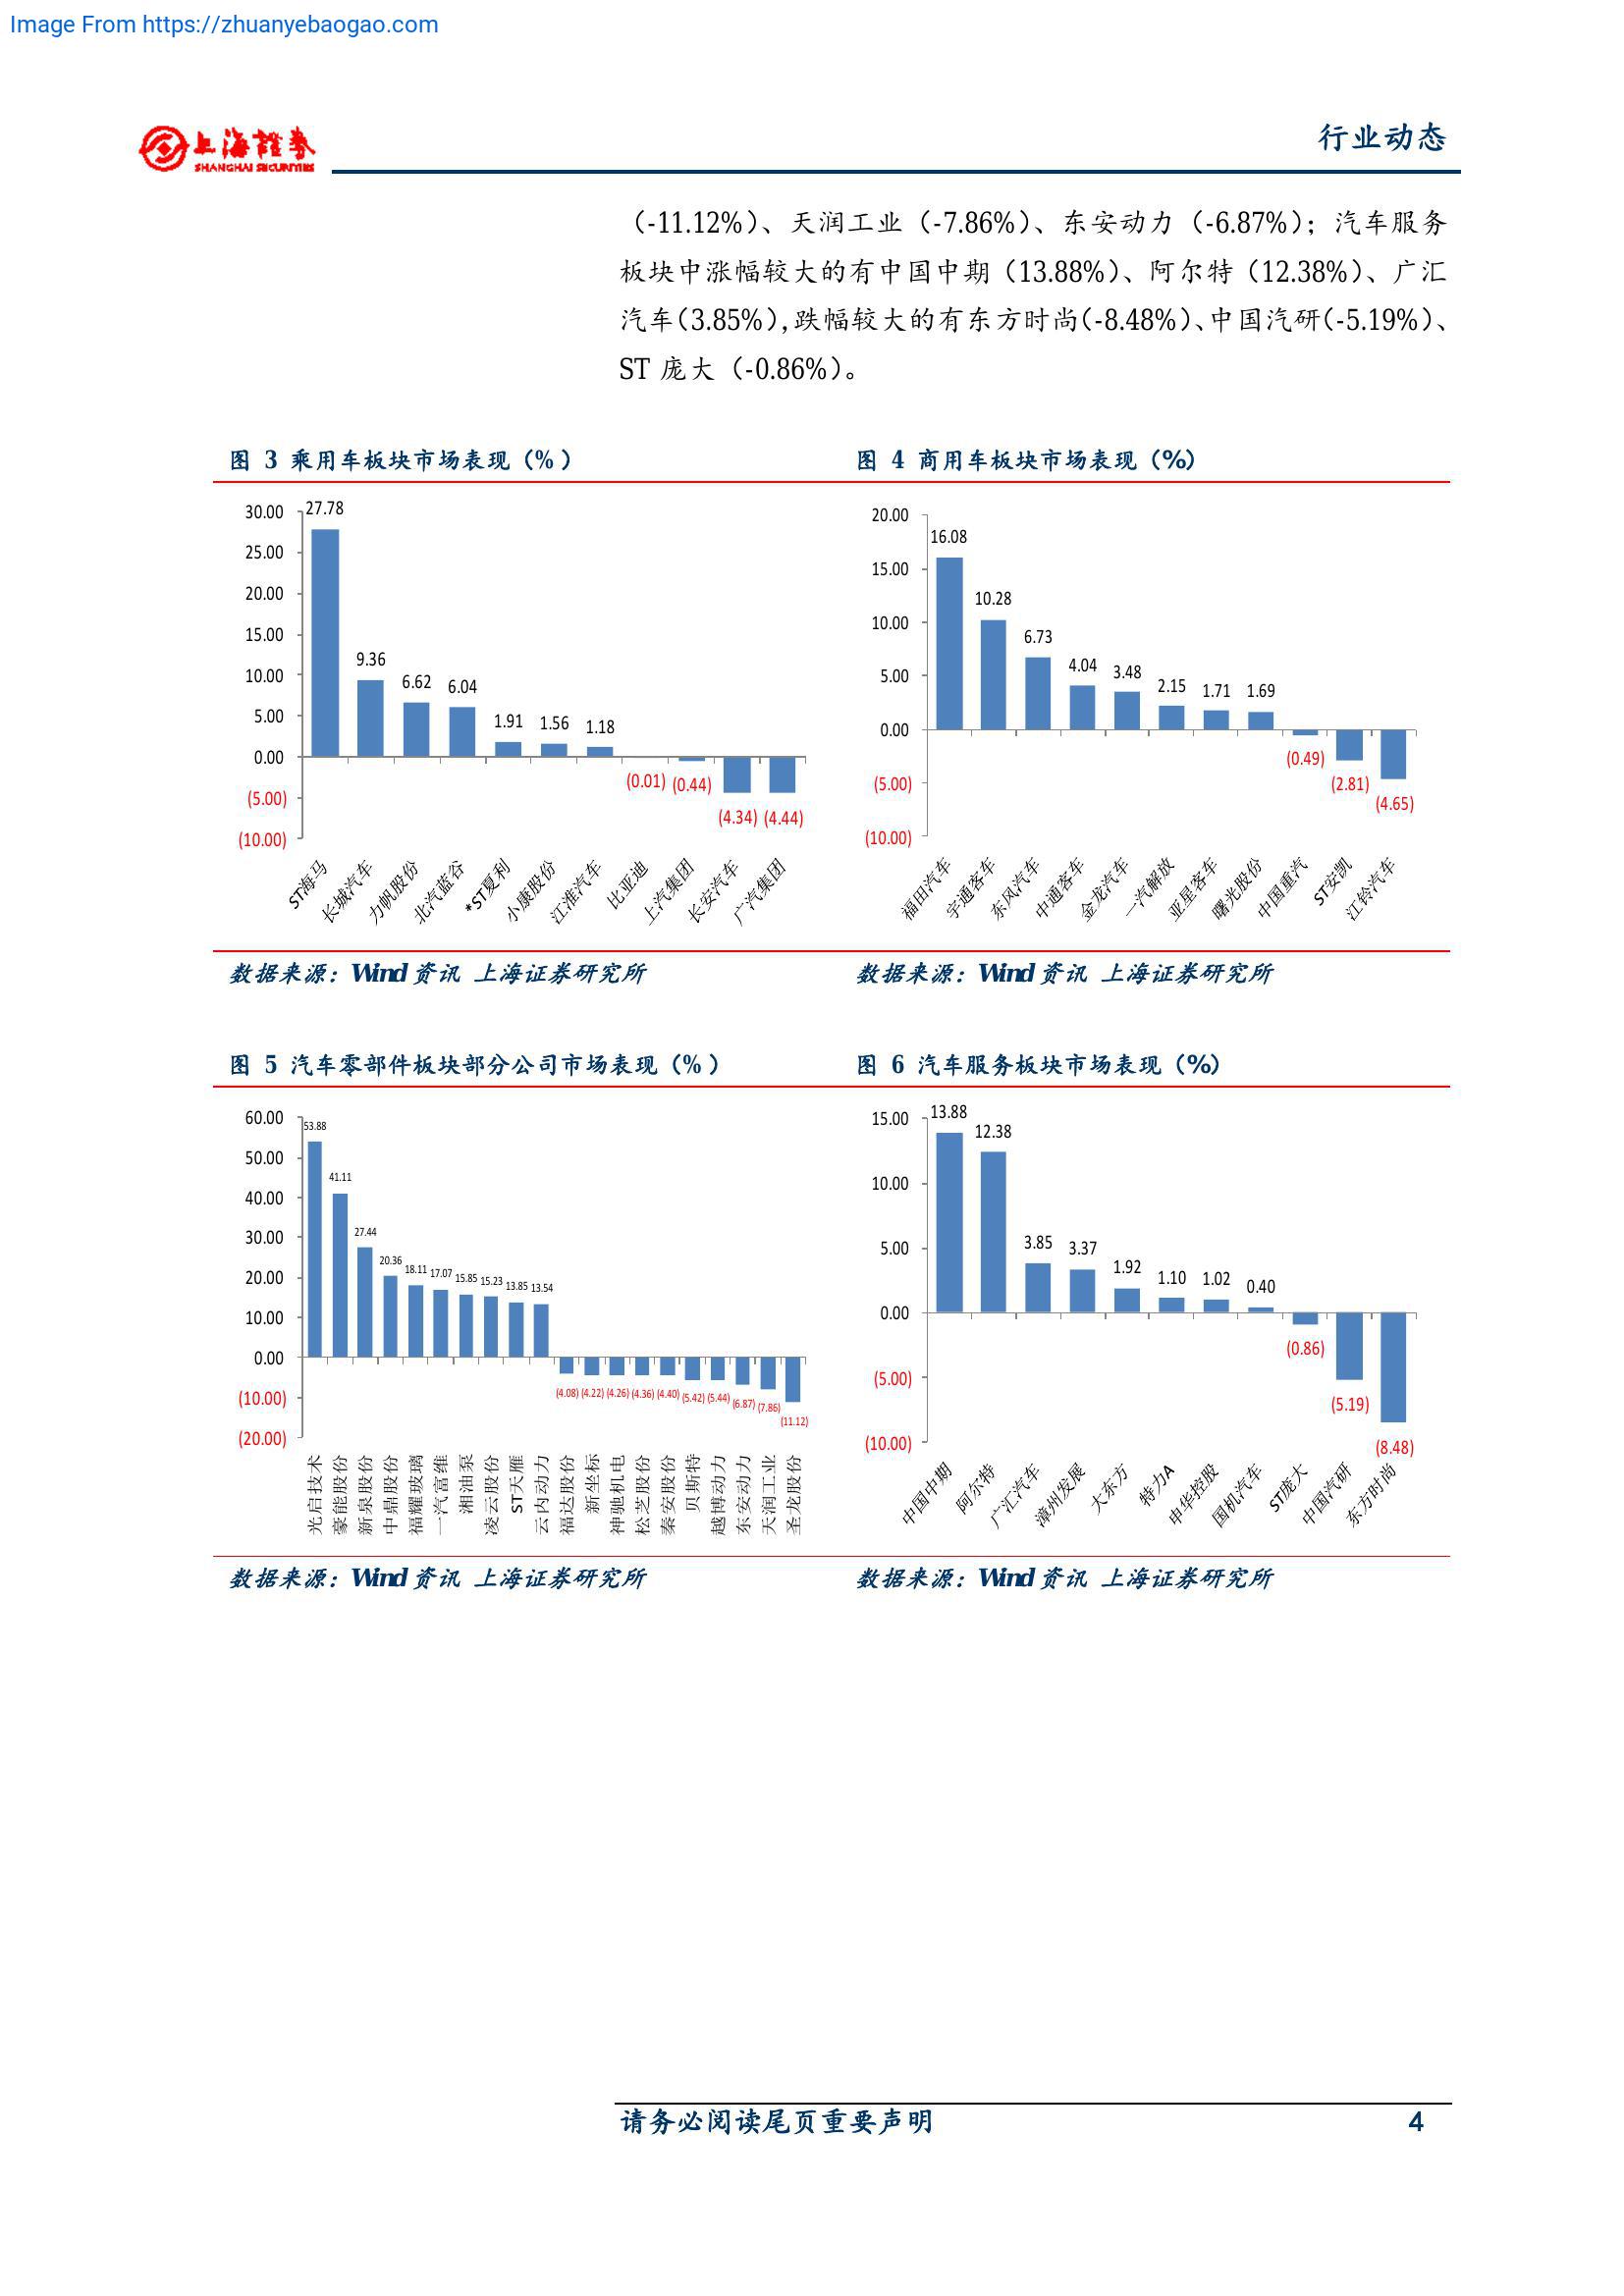 Image From https://zhuanyebaogao.com
上海證券
SHANGHAI SECURITIES
行业动态
（-11.12%）、天润工业（-7.86%）、东安动力（-6.87%）；汽车服务
板块中涨幅较大的有中国中期（13.88%）、阿尔特（12.38%）、广汇
汽车（3.85%）,跌幅较大的有东方时尚（-8.48%）、中国汽研（-5.19%）、
ST 庞大（-0.86%）。
图 3 乘用车板块市场表现（%）
30.00
25.00
20.00
15.00
10.00
5.00
0.00
(5.00)
(10.00)
27.78
9.36
6.62
6.04
1.91
1.56
1.18
(0.01)
(0.44)
(4.34)
(4.44)
ST海马
长城汽车
力帆股份
北汽蓝谷
*ST夏利
小康股份
江淮汽车
比亚迪
上汽集团
长安汽车
广汽集团
数据来源：Wind 资讯 上海证券研究所
图 4 商用车板块市场表现（%）
20.00
15.00
10.00
5.00
0.00
(5.00)
(10.00)
16.08
10.28
6.73
4.04
3.48
2.15
1.71
1.69
(0.49)
(2.81)
(4.65)
福田汽车
宇通客车
东风汽车
中通客车
金龙汽车
一汽解放
亚星客车
曙光股份
中国重汽
ST安凯
江铃汽车
数据来源：Wind 资讯 上海证券研究所
图 5 汽车零部件板块部分公司市场表现（%）
60.00
50.00
40.00
30.00
20.00
10.00
0.00
(10.00)
(20.00)
53.88
41.11
27.44
20.36
18.11
17.07
15.85
15.23
13.85
13.54
(4.08)
(4.22)
(4.26)
(4.36)
(4.40)
(5.42)
(5.44)
(6.87)
(7.86)
(11.12)
光启技术
豪能股份
新泉股份
中鼎股份
福耀玻璃
一汽富维
湘油泵
凌云股份
ST天雁
云内动力
福达股份
新坐标
神驰机电
松芝股份
秦安股份
贝斯特
越博动力
东安动力
天润工业
圣龙股份
数据来源：Wind 资讯 上海证券研究所
图 6 汽车服务板块市场表现（%）
15.00
10.00
5.00
0.00
(5.00)
(10.00)
13.88
12.38
3.85
3.37
1.92
1.10
1.02
0.40
(0.86)
(5.19)
(8.48)
中国中期
阿尔特
广汇汽车
漳州发展
大东方
特力A
申华控股
国机汽车
ST庞大
中国汽研
东方时尚
数据来源：Wind 资讯 上海证券研究所
请务必阅读尾页重要声明
4